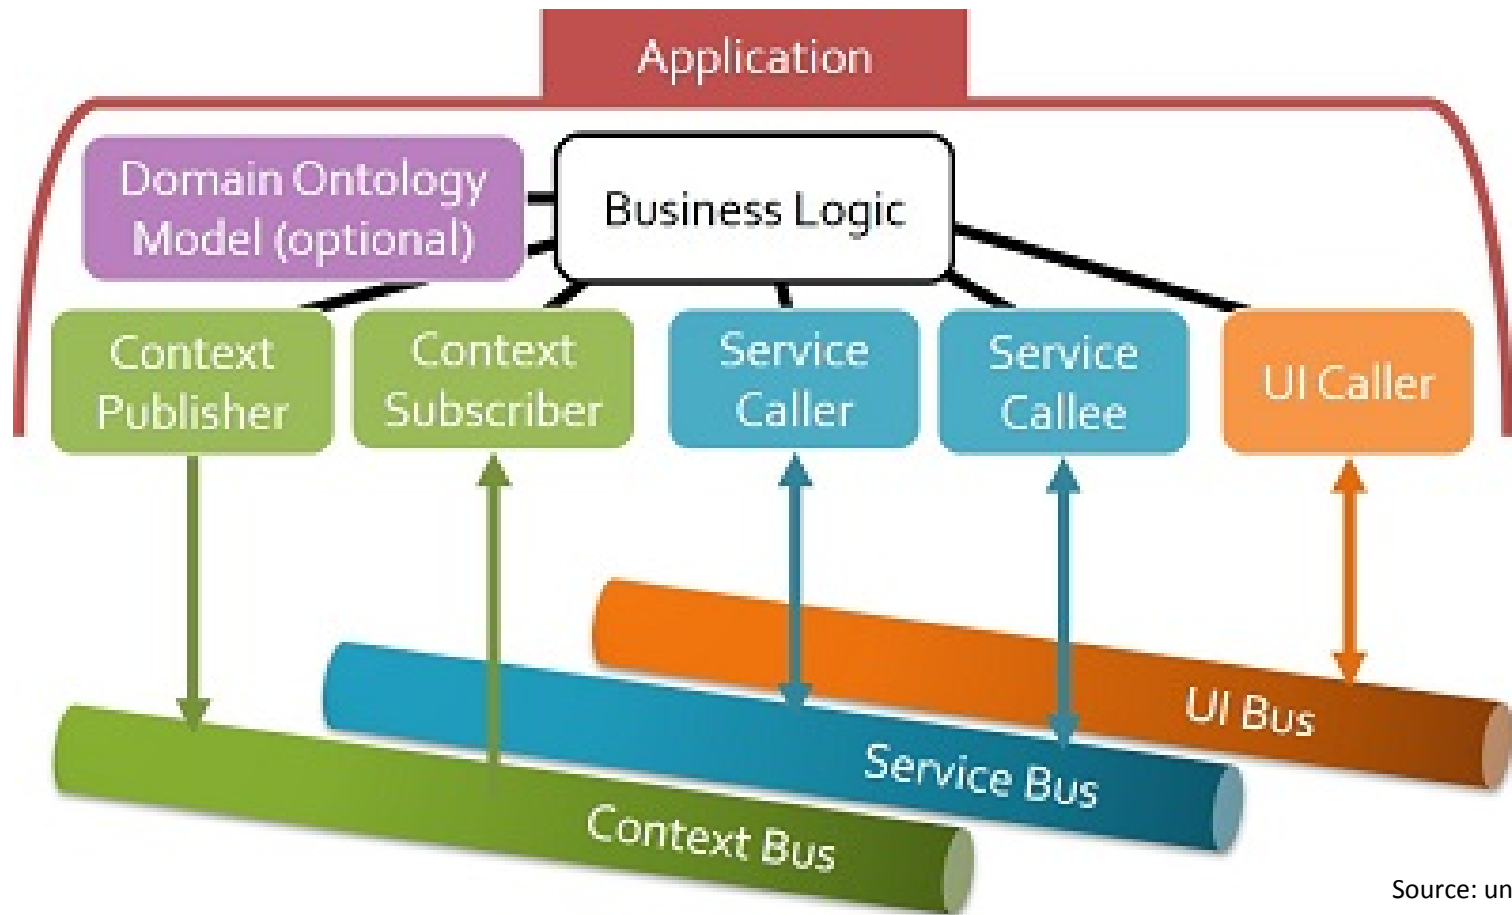 Application
Domain Ontology
Model (optional)
Business Logic
Context
Publisher
Context
Subscriber
Service
Caller
Service
Callee
UI Caller
UI Bus
Service Bus
Context Bus
Source: un